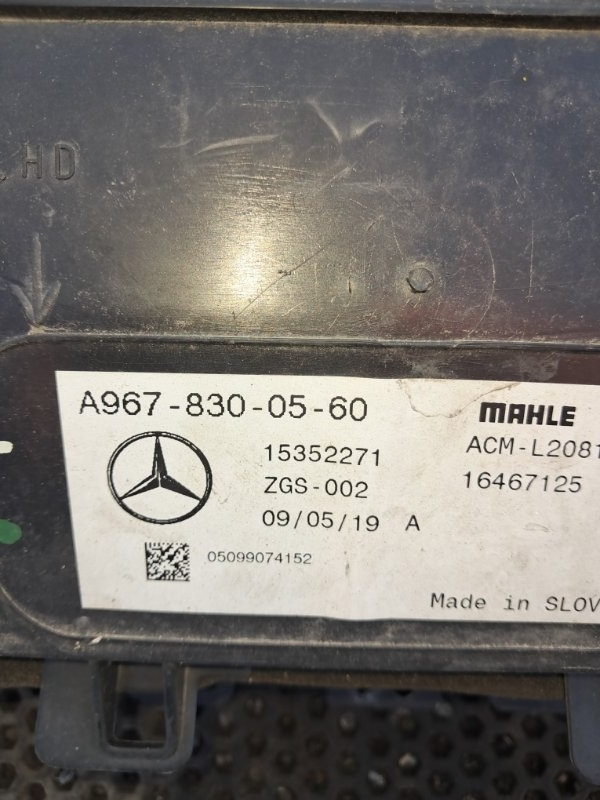 HD
A967-830-05-60
MAHLE
15352271
ACM-L2081
ZGS-002
16467125
09/05/19 A
05099074152
Made in SLOV